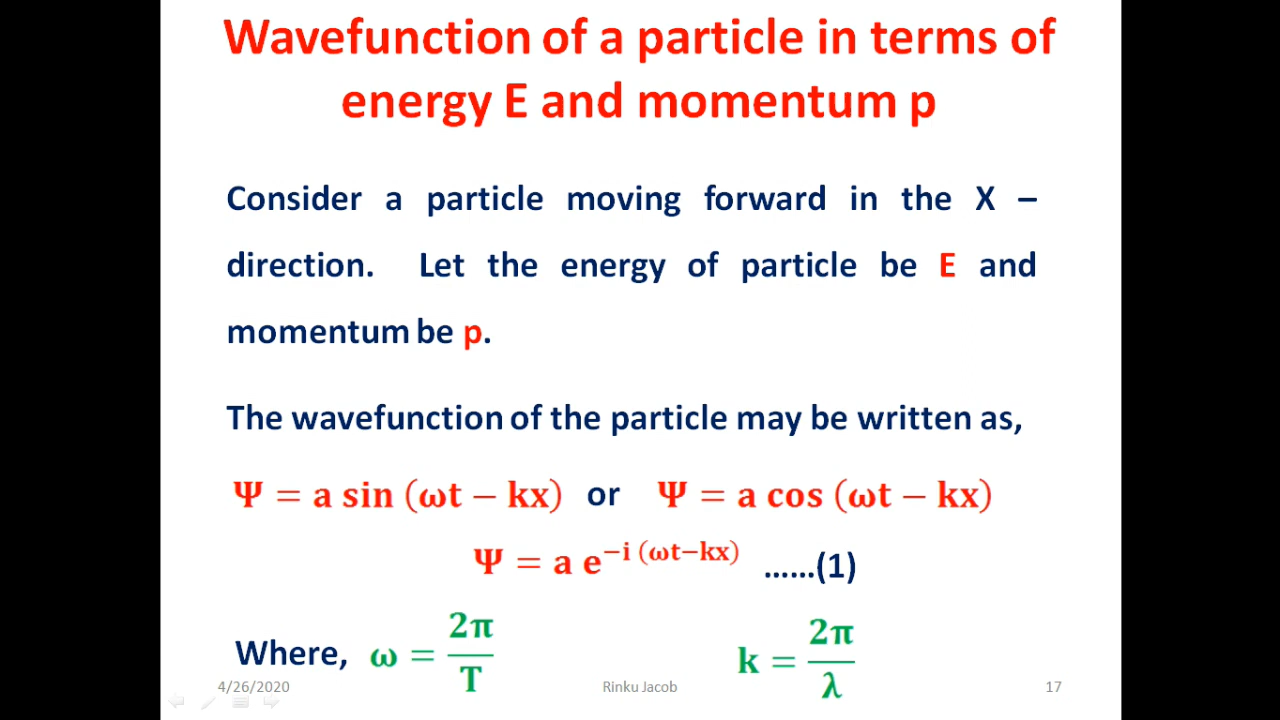 Wavefunction of a particle in terms of
energy E and momentum p
Consider a particle moving forward in the X –
direction. Let the energy of particle be E and
momentum be p.
The wavefunction of the particle may be written as,
Ψ = a sin (ωt − kx) or Ψ = a cos (ωt − kx)
Ψ = a e^−i (ωt−kx) ……(1)
Where, ω = 2π/T k = 2π/λ
4/26/2020 Rinku Jacob 17